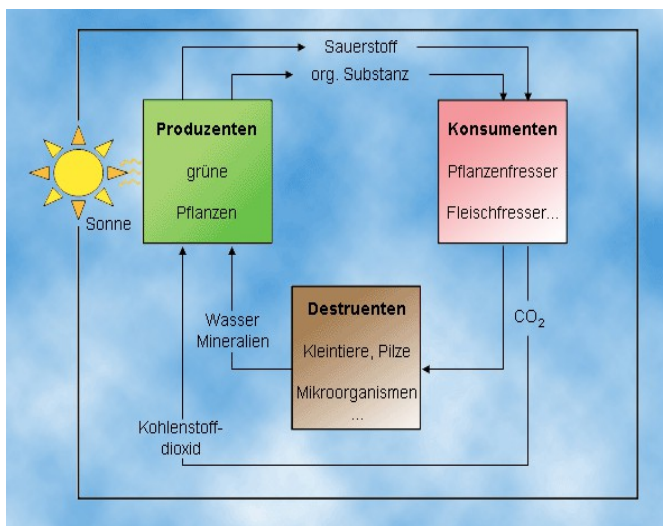 Sauerstoff
org. Substanz
Produzenten
grüne
Pflanzen
Konsumenten
Pflanzenfresser
Fleischfresser...
Sonne
Destruenten
Kleintiere, Pilze
Mikroorganismen
...
Wasser
Mineralien
CO₂
Kohlenstoff-
dioxid